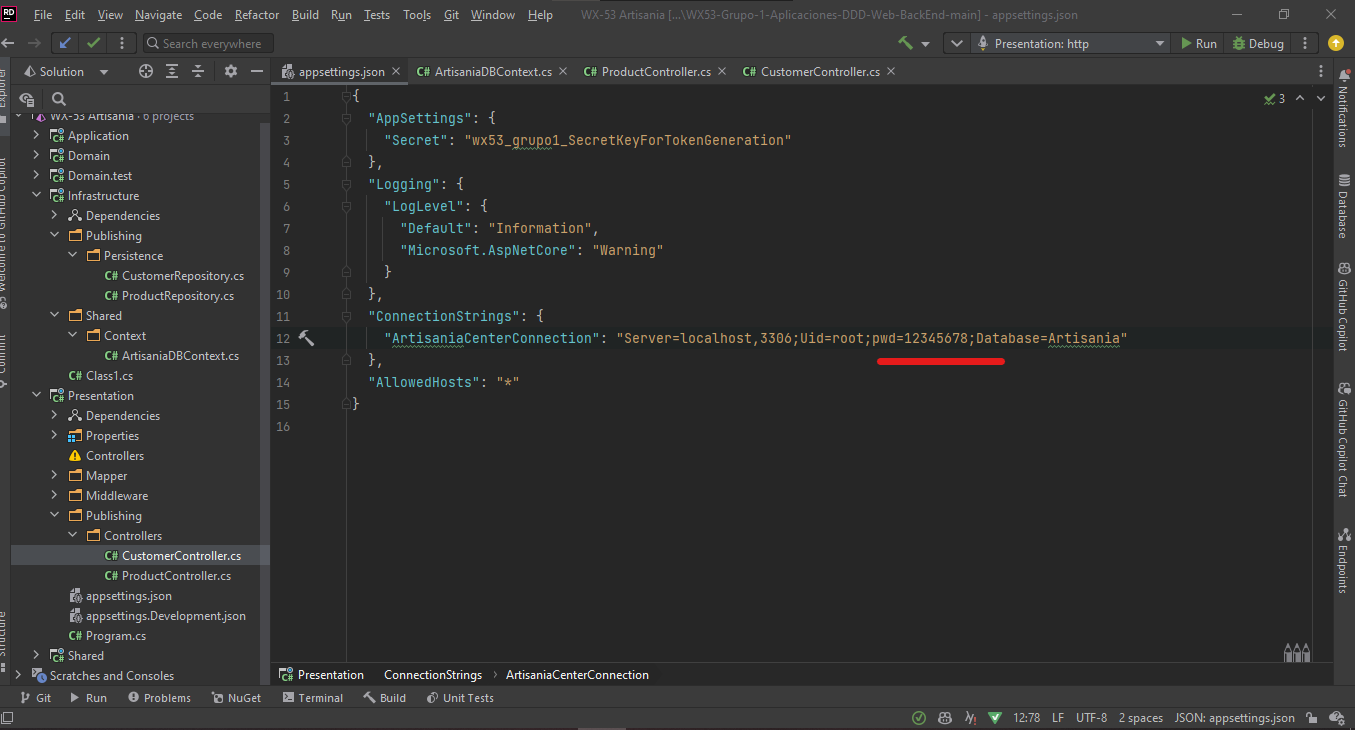 File Edit View Navigate Code Refactor Build Run Tests Tools Git Window Help WX-53 Artisania [...\WX53-Grupo-1-Aplicaciones-DDD-Web-BackEnd-main] - appsettings.json
Search everywhere Presentation: http Run Debug
Solution appsettings.json C# ArtisaniaDBContext.cs C# ProductController.cs C# CustomerController.cs
WX-53 Artisania · 6 projects
Application
Domain
Domain.test
Infrastructure
Dependencies
Publishing
Persistence
C# CustomerRepository.cs
C# ProductRepository.cs
Shared
Context
C# ArtisaniaDBContext.cs
C# Class1.cs
Presentation
Dependencies
Properties
Controllers
Mapper
Middleware
Publishing
Controllers
C# CustomerController.cs
C# ProductController.cs
appsettings.json
appsettings.Development.json
C# Program.cs
Shared
Scratches and Consoles
1 {
2 "AppSettings": {
3 "Secret": "wx53_grupo1_SecretKeyForTokenGeneration"
4 },
5 "Logging": {
6 "LogLevel": {
7 "Default": "Information",
8 "Microsoft.AspNetCore": "Warning"
9 }
10 },
11 "ConnectionStrings": {
12 "ArtisaniaCenterConnection": "Server=localhost,3306;Uid=root;pwd=12345678;Database=Artisania"
13 },
14 "AllowedHosts": "*"
15 }
16
3
Notifications
Database
GitHub Copilot
GitHub Copilot Chat
Endpoints
Explorer
Welcome to GitHub Copilot
Commit
Structure
Presentation ConnectionStrings › ArtisaniaCenterConnection
Git Run Problems NuGet Terminal Build Unit Tests
12:78 LF UTF-8 2 spaces JSON: appsettings.json